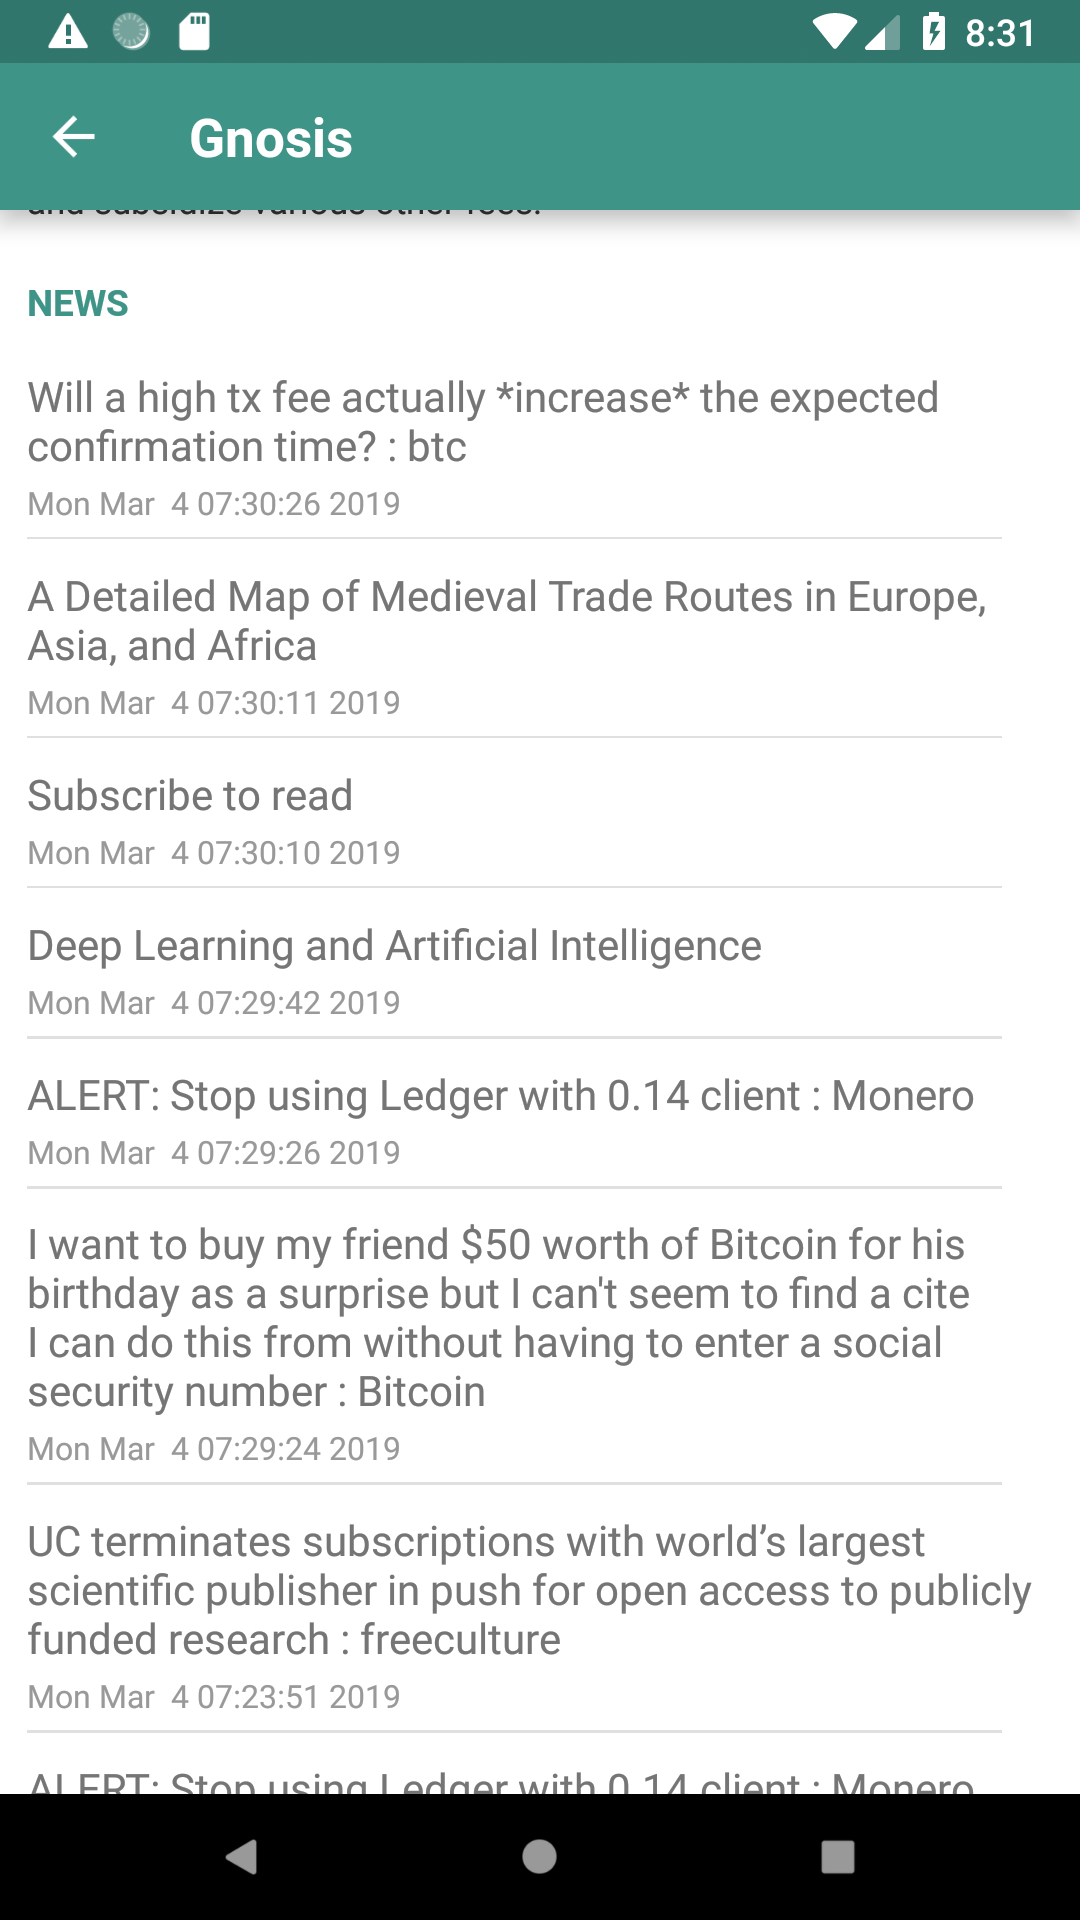 8:31
Gnosis
and subsidize various other fees.
NEWS
Will a high tx fee actually *increase* the expected
confirmation time? : btc
Mon Mar  4 07:30:26 2019
A Detailed Map of Medieval Trade Routes in Europe,
Asia, and Africa
Mon Mar  4 07:30:11 2019
Subscribe to read
Mon Mar  4 07:30:10 2019
Deep Learning and Artificial Intelligence
Mon Mar  4 07:29:42 2019
ALERT: Stop using Ledger with 0.14 client : Monero
Mon Mar  4 07:29:26 2019
I want to buy my friend $50 worth of Bitcoin for his
birthday as a surprise but I can't seem to find a cite
I can do this from without having to enter a social
security number : Bitcoin
Mon Mar  4 07:29:24 2019
UC terminates subscriptions with world’s largest
scientific publisher in push for open access to publicly
funded research : freeculture
Mon Mar  4 07:23:51 2019
ALERT: Stop using Ledger with 0.14 client : Monero